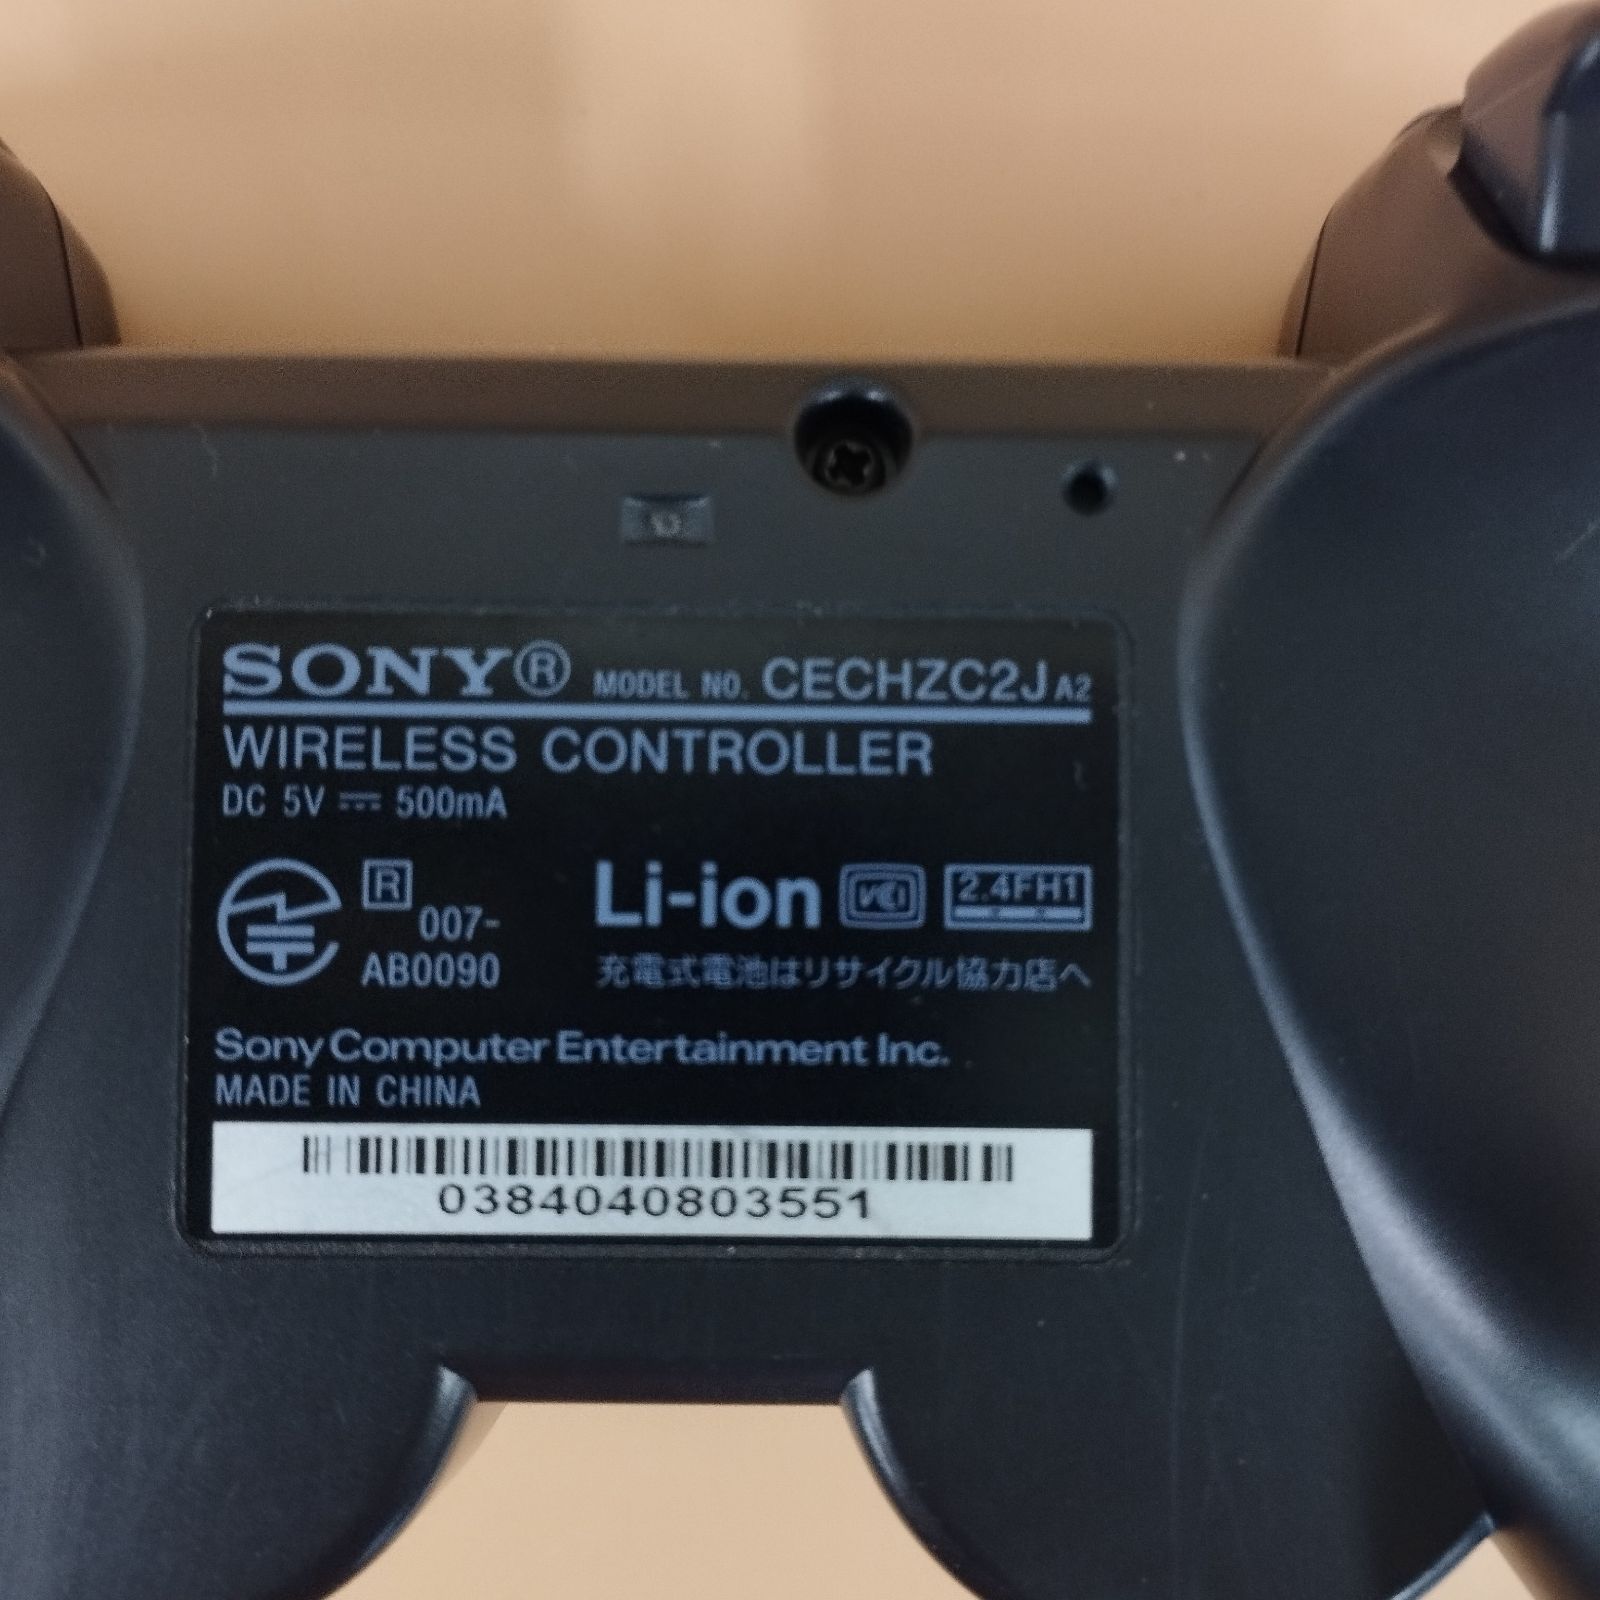 SONY® MODEL NO. CECHZC2J A2
WIRELESS CONTROLLER
DC 5V ⎓ 500mA
R 007-
AB0090
Li-ion VCI 2.4FH1
充電式電池はリサイクル協力店へ
Sony Computer Entertainment Inc.
MADE IN CHINA
0384040803551